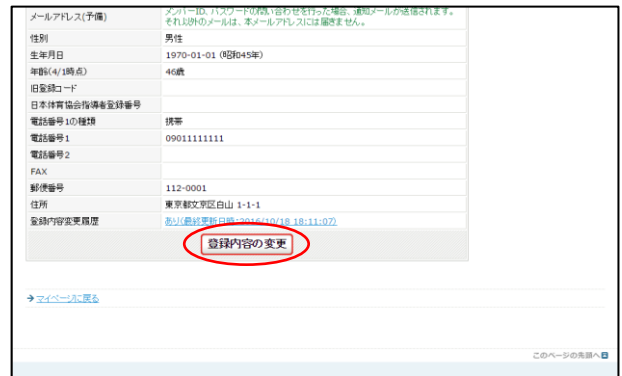 メンバーID、パスワードの問い合わせを行った場合、通知メールが送信されます。
メールアドレス(予備)
それ以外のメールは、本メールアドレスには届きません。
性別 男性
生年月日 1970-01-01 (昭和45年)
年齢(4/1時点) 46歳
旧登録コード
日本体育協会指導者登録番号
電話番号1の種類 携帯
電話番号1 09011111111
電話番号2
FAX
郵便番号 112-0001
住所 東京都文京区白山 1-1-1
登録内容変更履歴 あり(最終更新日時:2016/10/18 18:11:07)
登録内容の変更
マイページに戻る
このページの先頭へ